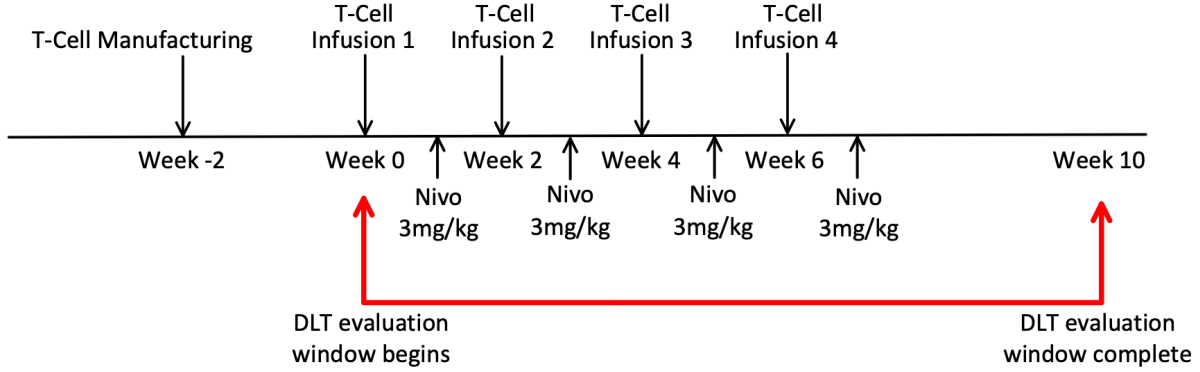 T-Cell Manufacturing
T-Cell
Infusion 1
T-Cell
Infusion 2
T-Cell
Infusion 3
T-Cell
Infusion 4
Week -2
Week 0
Week 2
Week 4
Week 6
Week 10
Nivo
3mg/kg
Nivo
3mg/kg
Nivo
3mg/kg
Nivo
3mg/kg
DLT evaluation
window begins
DLT evaluation
window complete